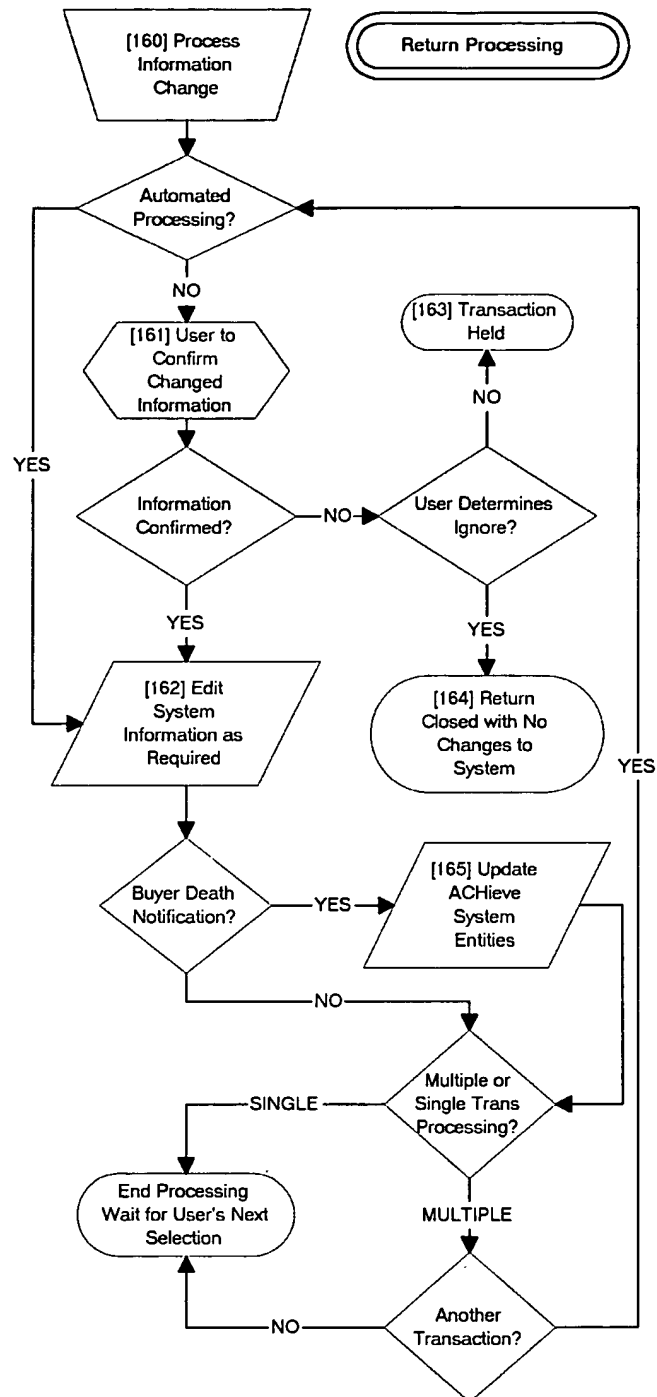 [160] Process
Information
Change
Return Processing
Automated
Processing?
NO
[161] User to
Confirm
Changed
Information
[163] Transaction
Held
NO
YES
Information
Confirmed?
NO
User Determines
Ignore?
YES
YES
[162] Edit
System
Information as
Required
[164] Return
Closed with No
Changes to
System
YES
Buyer Death
Notification?
YES
[165] Update
ACHieve
System
Entities
NO
Multiple or
Single Trans
Processing?
SINGLE
End Processing
Wait for User's Next
Selection
MULTIPLE
Another
Transaction?
NO